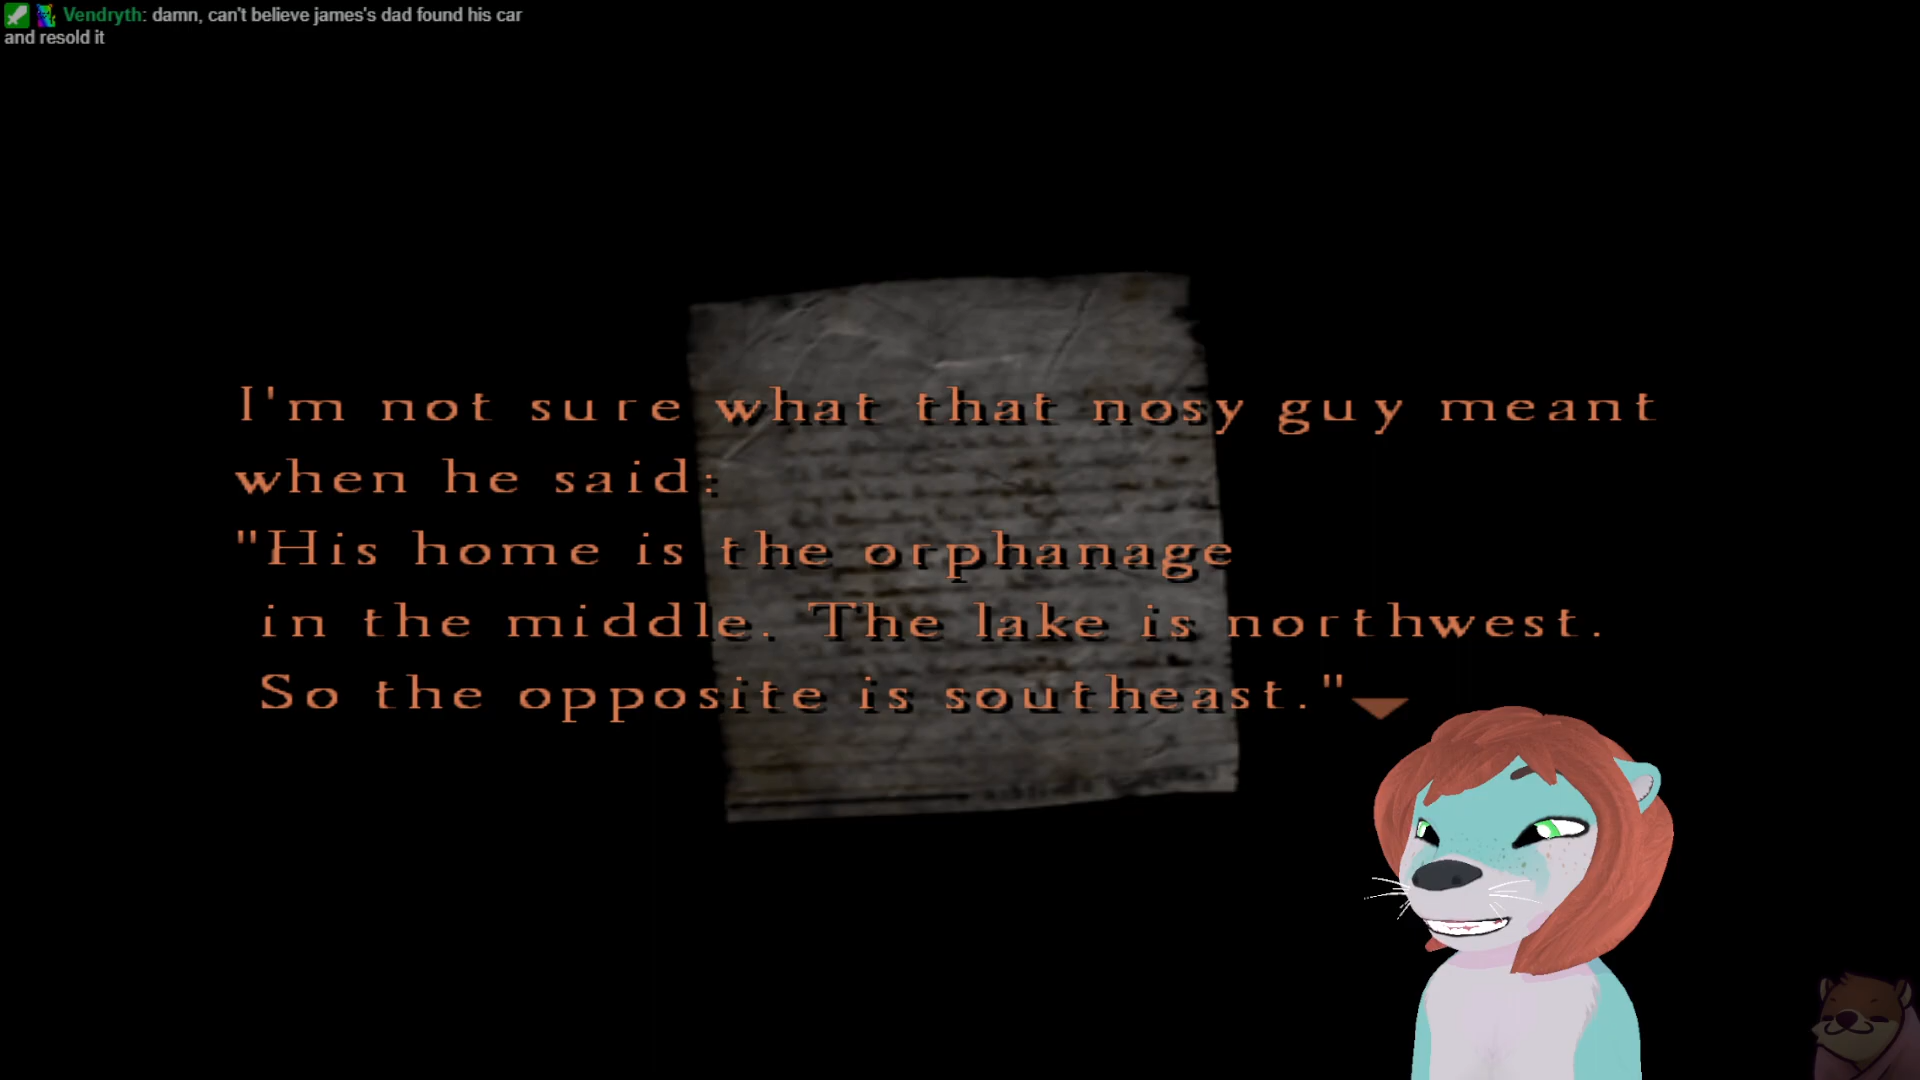 Vendryth: damn, can't believe james's dad found his car
and resold it
I'm not sure what that nosy guy meant
when he said:
"His home is the orphanage
in the middle. The lake is northwest.
So the opposite is southeast."